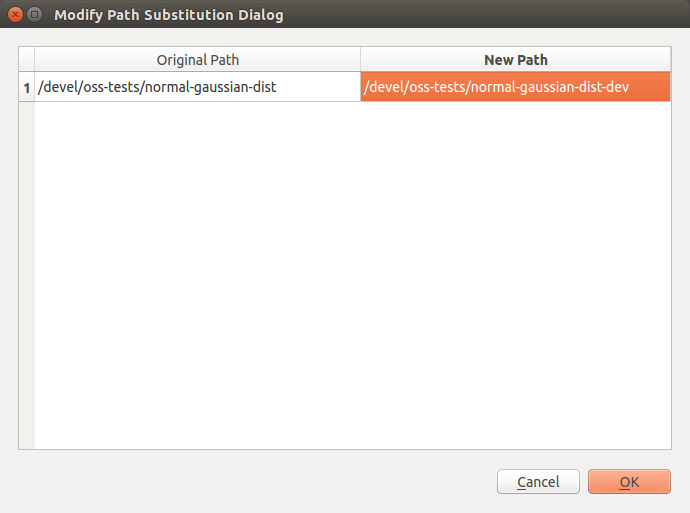 Modify Path Substitution Dialog
Original Path New Path
1 /devel/oss-tests/normal-gaussian-dist /devel/oss-tests/normal-gaussian-dist-dev
Cancel OK